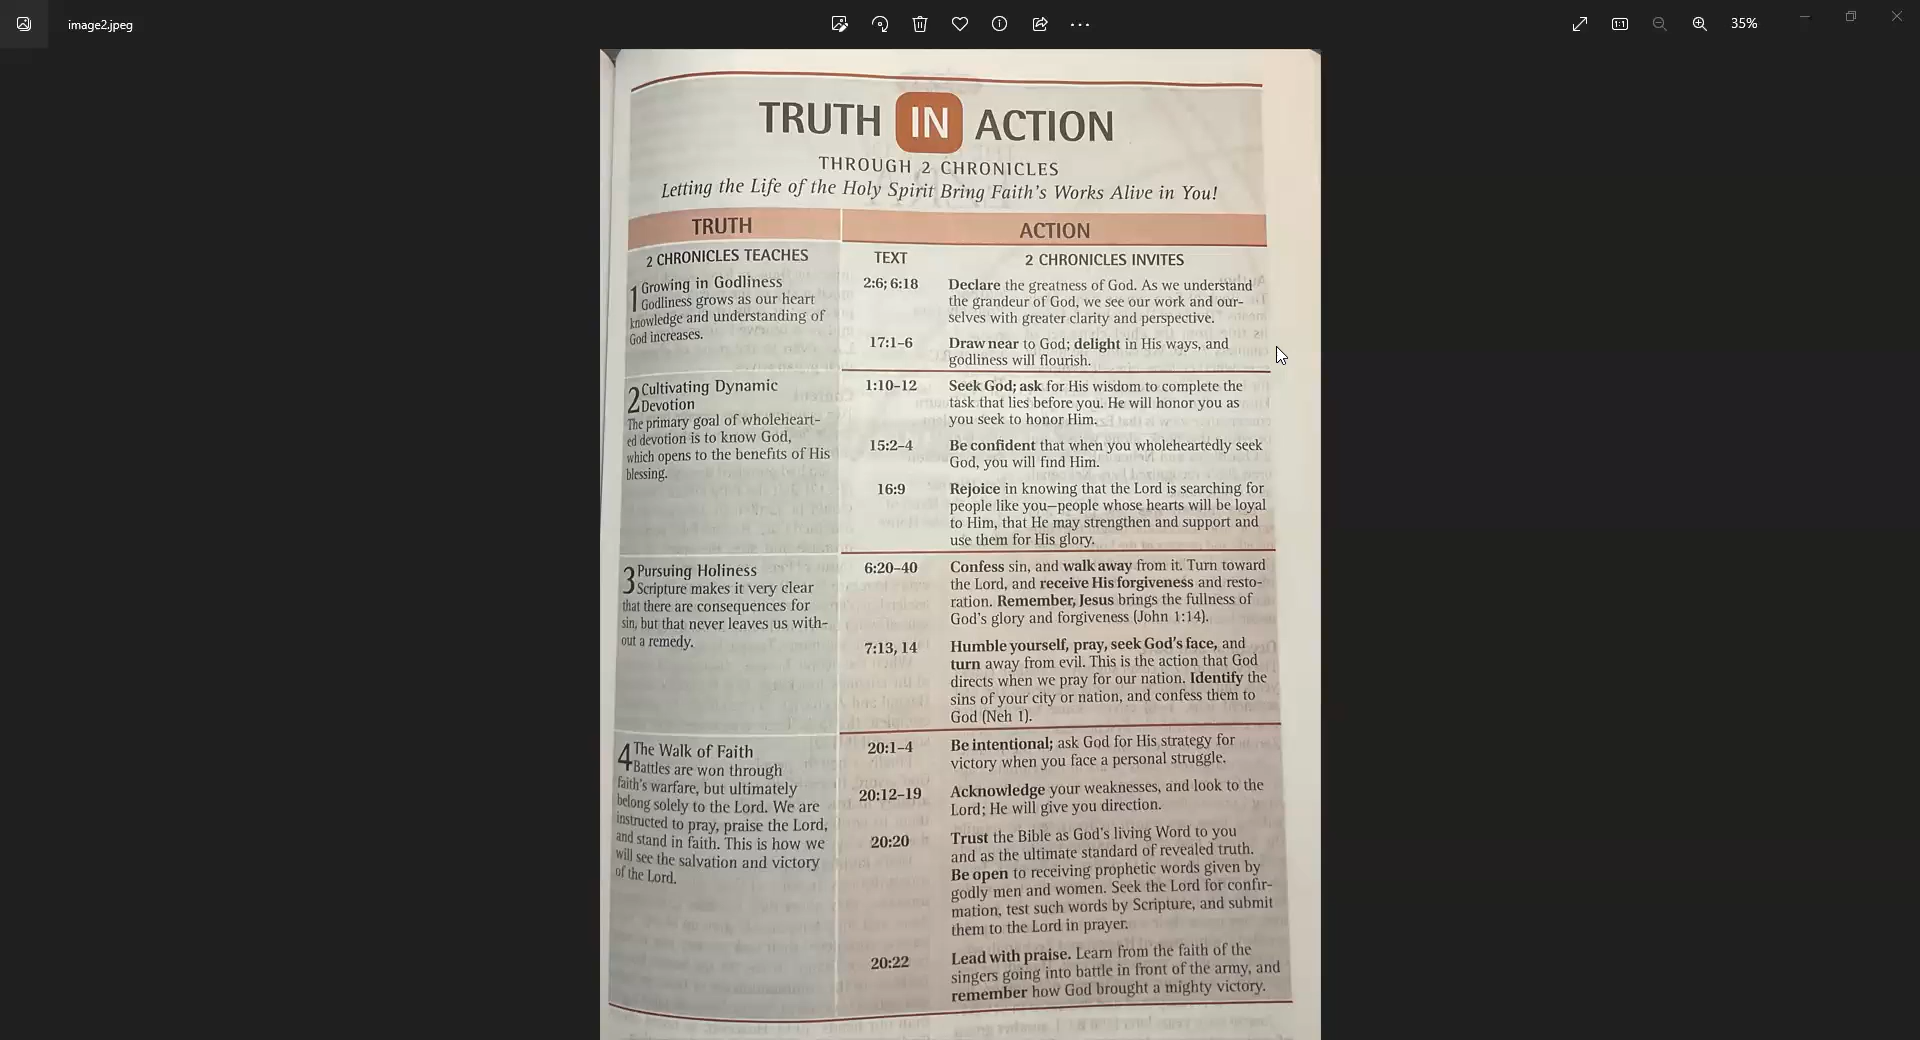 image2.jpeg
35%
TRUTH IN ACTION
THROUGH 2 CHRONICLES
Letting the Life of the Holy Spirit Bring Faith's Works Alive in You!
TRUTH
ACTION
2 CHRONICLES TEACHES
TEXT
2 CHRONICLES INVITES
1 Growing in Godliness
Godliness grows as our heart
knowledge and understanding of
God increases.
2:6; 6:18
Declare the greatness of God. As we understand
the grandeur of God, we see our work and our-
selves with greater clarity and perspective.
17:1–6
Draw near to God; delight in His ways, and
godliness will flourish.
2 Cultivating Dynamic
Devotion
The primary goal of wholeheart-
ed devotion is to know God,
which opens to the benefits of His
blessing.
1:10–12
Seek God; ask for His wisdom to complete the
task that lies before you. He will honor you as
you seek to honor Him.
15:2–4
Be confident that when you wholeheartedly seek
God, you will find Him.
16:9
Rejoice in knowing that the Lord is searching for
people like you—people whose hearts will be loyal
to Him, that He may strengthen and support and
use them for His glory.
3 Pursuing Holiness
Scripture makes it very clear
that there are consequences for
sin, but that never leaves us with-
out a remedy.
6:20–40
Confess sin, and walk away from it. Turn toward
the Lord, and receive His forgiveness and resto-
ration. Remember, Jesus brings the fullness of
God's glory and forgiveness (John 1:14).
7:13, 14
Humble yourself, pray, seek God's face, and
turn away from evil. This is the action that God
directs when we pray for our nation. Identify the
sins of your city or nation, and confess them to
God (Neh 1).
4 The Walk of Faith
Battles are won through
faith's warfare, but ultimately
belong solely to the Lord. We are
instructed to pray, praise the Lord,
and stand in faith. This is how we
will see the salvation and victory
of the Lord.
20:1–4
Be intentional; ask God for His strategy for
victory when you face a personal struggle.
20:12–19
Acknowledge your weaknesses, and look to the
Lord; He will give you direction.
20:20
Trust the Bible as God's living Word to you
and as the ultimate standard of revealed truth.
Be open to receiving prophetic words given by
godly men and women. Seek the Lord for confir-
mation, test such words by Scripture, and submit
them to the Lord in prayer.
20:22
Lead with praise. Learn from the faith of the
singers going into battle in front of the army, and
remember how God brought a mighty victory.